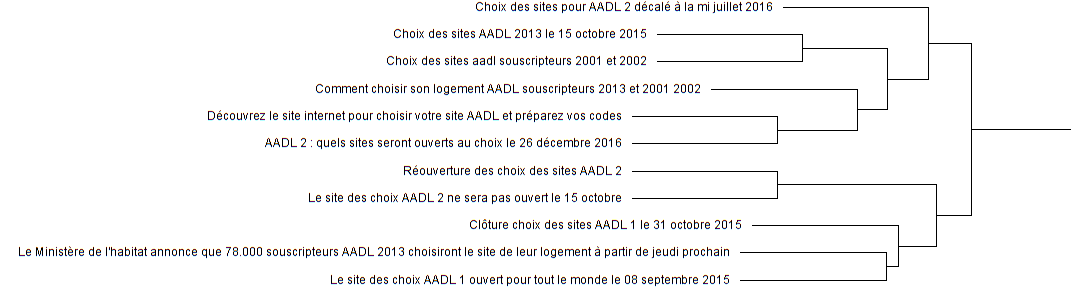 Choix des sites pour AADL 2 décalé à la mi juillet 2016
Choix des sites AADL 2013 le 15 octobre 2015
Choix des sites aadl souscripteurs 2001 et 2002
Comment choisir son logement AADL souscripteurs 2013 et 2001 2002
Découvrez le site internet pour choisir votre site AADL et préparez vos codes
AADL 2 : quels sites seront ouverts au choix le 26 décembre 2016
Réouverture des choix des sites AADL 2
Le site des choix AADL 2 ne sera pas ouvert le 15 octobre
Clôture choix des sites AADL 1 le 31 octobre 2015
Le Ministère de l'habitat annonce que 78.000 souscripteurs AADL 2013 choisiront le site de leur logement à partir de jeudi prochain
Le site des choix AADL 1 ouvert pour tout le monde le 08 septembre 2015